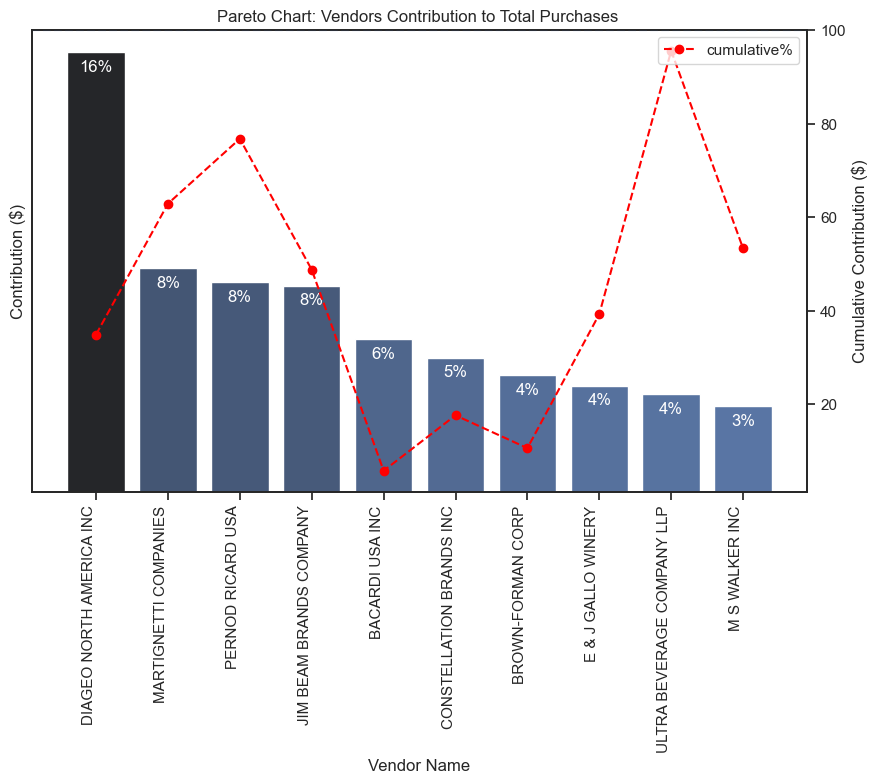 Pareto Chart: Vendors Contribution to Total Purchases
cumulative%
Contribution ($)
16%
8%
8%
8%
6%
5%
4%
4%
4%
3%
100
80
60
40
20
Cumulative Contribution ($)
DIAGEO NORTH AMERICA INC
MARTIGNETTI COMPANIES
PERNOD RICARD USA
JIM BEAM BRANDS COMPANY
BACARDI USA INC
CONSTELLATION BRANDS INC
BROWN-FORMAN CORP
E & J GALLO WINERY
ULTRA BEVERAGE COMPANY LLP
M S WALKER INC
Vendor Name